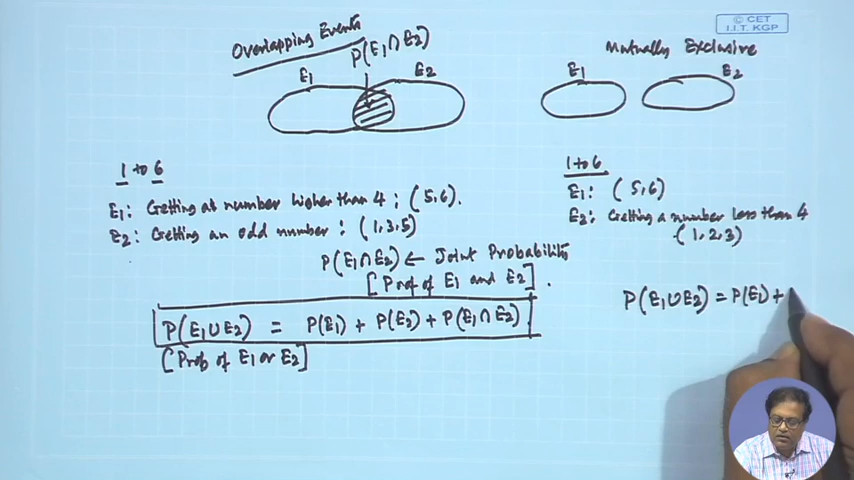 © CET
I.I.T. KGP
Overlapping Events
P(E1∩E2)
E1
E2
Mutually Exclusive
E1
E2
1 to 6
E1: Getting at number higher than 4 : (5,6).
E2: Getting an odd number : (1,3,5)
P(E1∩E2) ← Joint Probability
[Prof of E1 and E2].
P(E1∪E2) = P(E1) + P(E2) + P(E1∩E2)
[Prof of E1 or E2]
1 to 6
E1: (5,6)
E2: Getting a number less than 4
(1,2,3)
P(E1∪E2) = P(E1) +